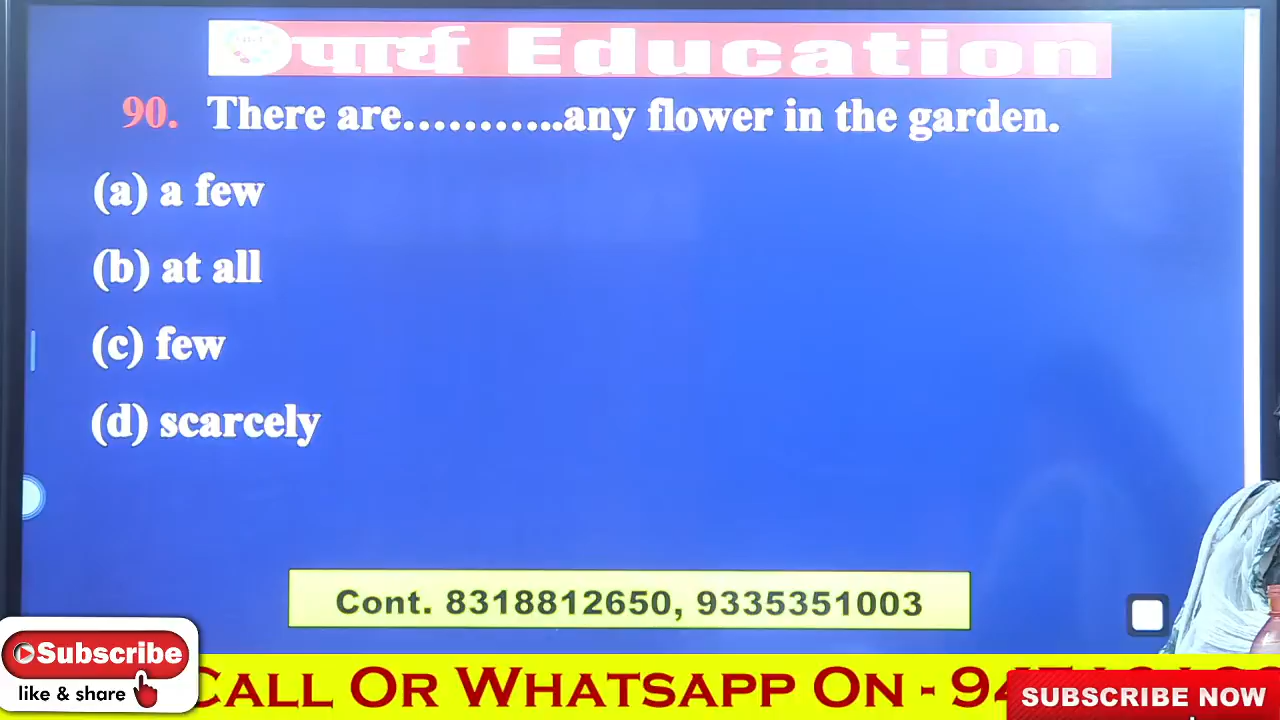 पार्य Education
90. There are………..any flower in the garden.
(a) a few
(b) at all
(c) few
(d) scarcely
Cont. 8318812650, 9335351003
Subscribe
like & share
CALL OR WHATSAPP ON - 94
SUBSCRIBE NOW